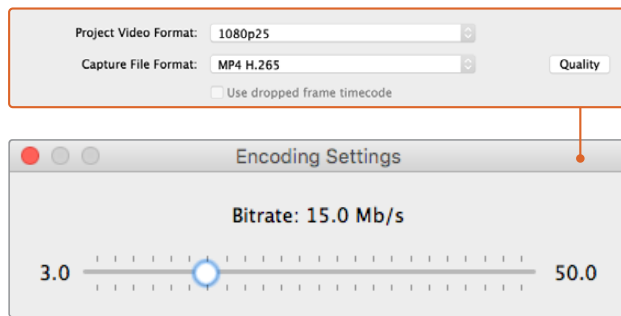 Project Video Format: 1080p25
Capture File Format: MP4 H.265 Quality
Use dropped frame timecode
Encoding Settings
Bitrate: 15.0 Mb/s
3.0 50.0